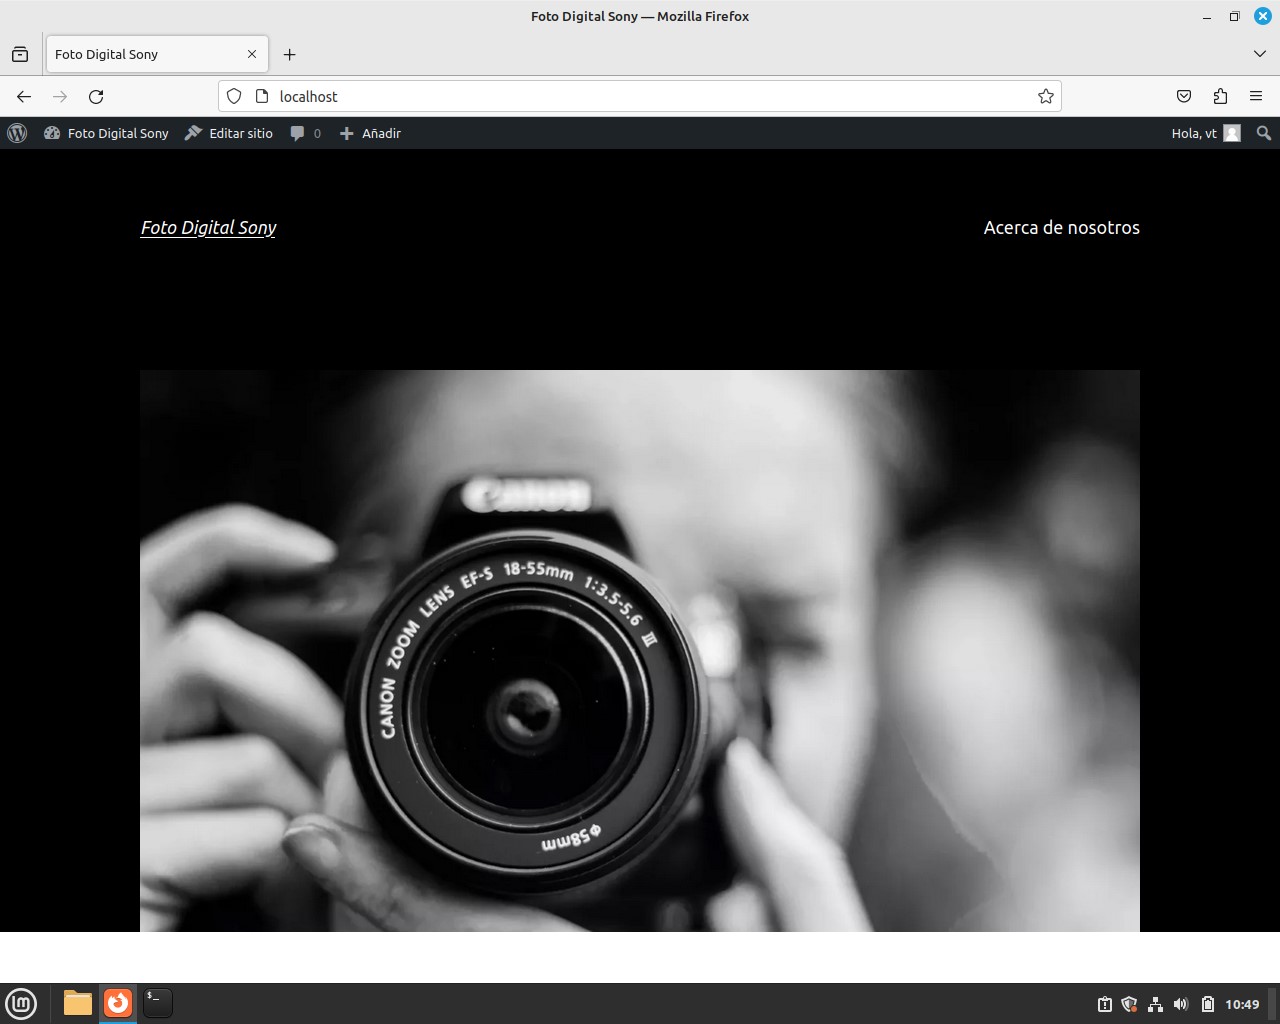 Foto Digital Sony — Mozilla Firefox
Foto Digital Sony
localhost
Foto Digital Sony
Editar sitio
0
Añadir
Hola, vt
Foto Digital Sony
Acerca de nosotros
Canon
CANON ZOOM LENS EF-S 18-55mm 1:3.5-5.6 III
Φ58mm
$_
10:49